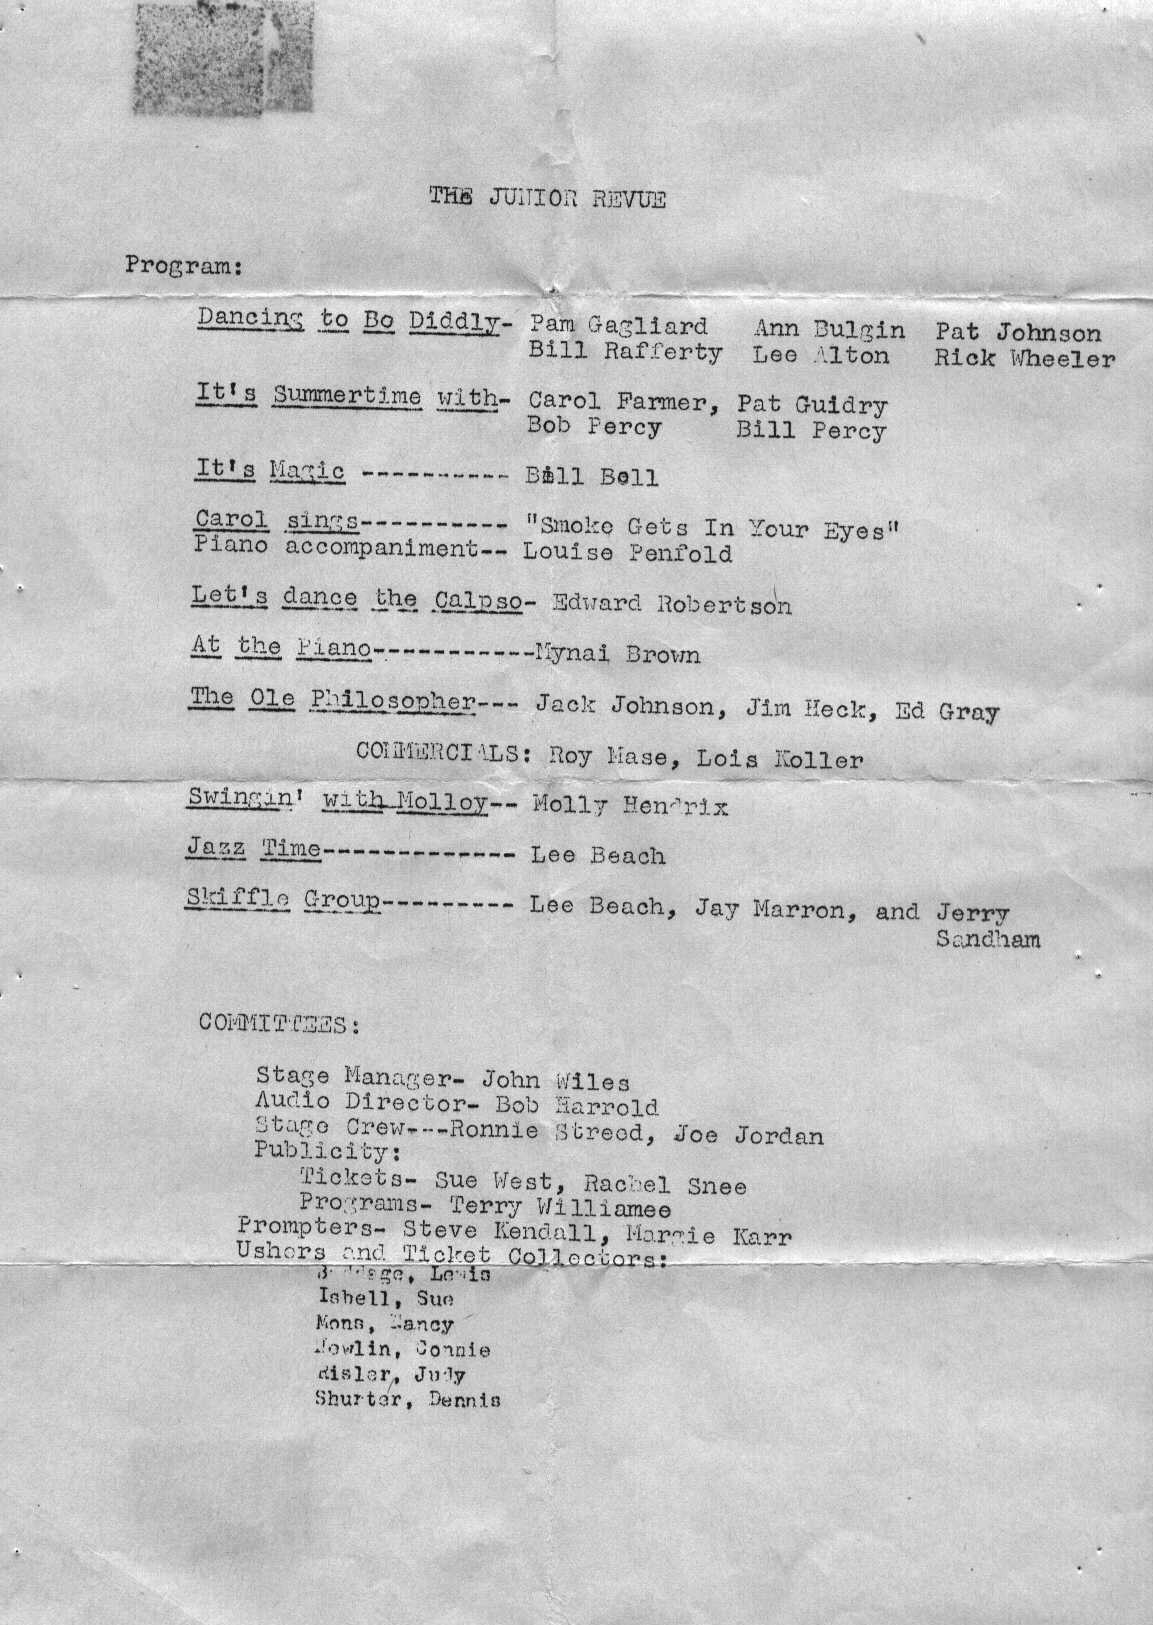 THE JUNIOR REVUE
Program:
Dancing to Bo Diddly- Pam Gagliard Ann Bulgin Pat Johnson
Bill Rafferty Lee Alton Rick Wheeler
It's Summertime with- Carol Farmer, Pat Guidry
Bob Percy Bill Percy
It's Magic ---------- Bill Bell
Carol sings---------- "Smoke Gets In Your Eyes"
Piano accompaniment-- Louise Penfold
Let's dance the Calpso- Edward Robertson
At the Piano-----------Mynai Brown
The Ole Philosopher--- Jack Johnson, Jim Heck, Ed Gray
COMMERCIALS: Roy Mase, Lois Koller
Swingin' with Molloy-- Molly Hendrix
Jazz Time------------- Lee Beach
Skiffle Group--------- Lee Beach, Jay Marron, and Jerry
Sandham
COMMITTEES:
Stage Manager- John Wiles
Audio Director- Bob Harrold
Stage Crew---Ronnie Streed, Joe Jordan
Publicity:
Tickets- Sue West, Rachel Snee
Programs- Terry Williamee
Prompters- Steve Kendall, Margie Karr
Ushers and Ticket Collectors:
Lewis
Isbell, Sue
Mons, Nancy
Connie
Risler, Judy
Shurter, Dennis